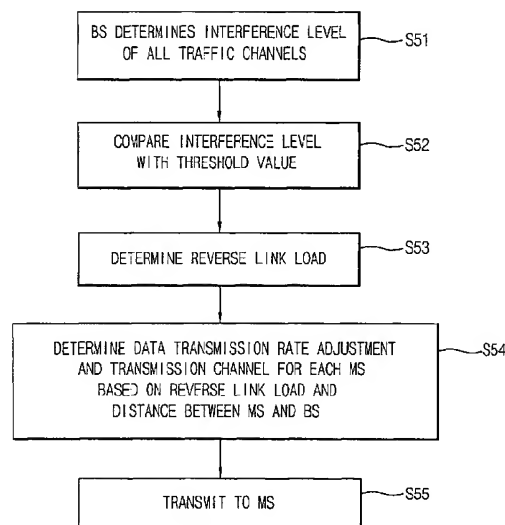 BS DETERMINES INTERFERENCE LEVEL
OF ALL TRAFFIC CHANNELS
S51
COMPARE INTERFERENCE LEVEL
WITH THRESHOLD VALUE
S52
DETERMINE REVERSE LINK LOAD
S53
DETERMINE DATA TRANSMISSION RATE ADJUSTMENT
AND TRANSMISSION CHANNEL FOR EACH MS
BASED ON REVERSE LINK LOAD AND
DISTANCE BETWEEN MS AND BS
S54
TRANSMIT TO MS
S55